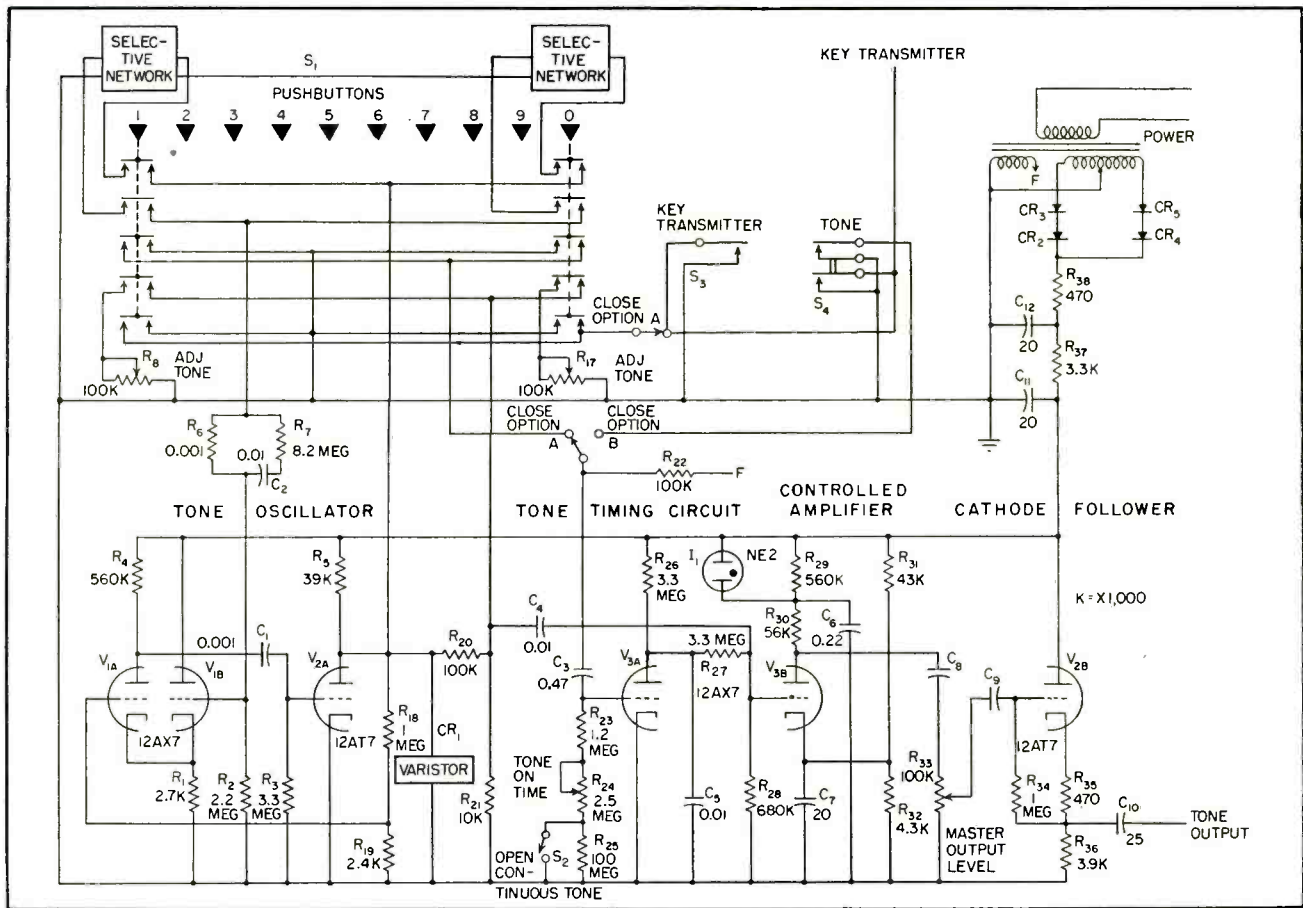 SELEC-
TIVE
NETWORK
S1
SELEC-
TIVE
NETWORK
PUSHBUTTONS
1 2 3 4 5 6 7 8 9 0
KEY TRANSMITTER
POWER
F
CR3
CR5
CR2
CR4
KEY
TRANSMITTER
S3
TONE
S4
CLOSE
OPTION A
R38
470
C12
20
R37
3.3K
C11
20
R8
ADJ
TONE
100K
R17
ADJ
TONE
100K
R6
0.001
R7
8.2 MEG
0.01
C2
CLOSE
OPTION
A
CLOSE
OPTION
B
R22
100K
F
TONE OSCILLATOR
TONE TIMING CIRCUIT
CONTROLLED
AMPLIFIER
CATHODE FOLLOWER
R4
560K
R5
39K
R26
3.3
MEG
I1
NE2
R29
560K
R31
43K
K=X1,000
R30
56K
C6
0.22
0.001
C1
R20
100K
C4
0.01
3.3 MEG
R27
C3
0.47
V1A
V1B
V2A
V3A
12AX7
V3B
C8
C9
V2B
12AX7
12AT7
12AT7
R18
1
MEG
CR1
VARISTOR
R23
1.2
MEG
TONE
ON
TIME
R24
2.5
MEG
R1
2.7K
R2
2.2
MEG
R3
3.3
MEG
R19
2.4K
R21
10K
OPEN
CON-
TINUOUS TONE
S2
R25
100
MEG
C5
0.01
R28
680K
C7
20
R32
4.3K
R33
100K
MASTER
OUTPUT
LEVEL
R34
1
MEG
R35
470
R36
3.9K
C10
25
TONE
OUTPUT